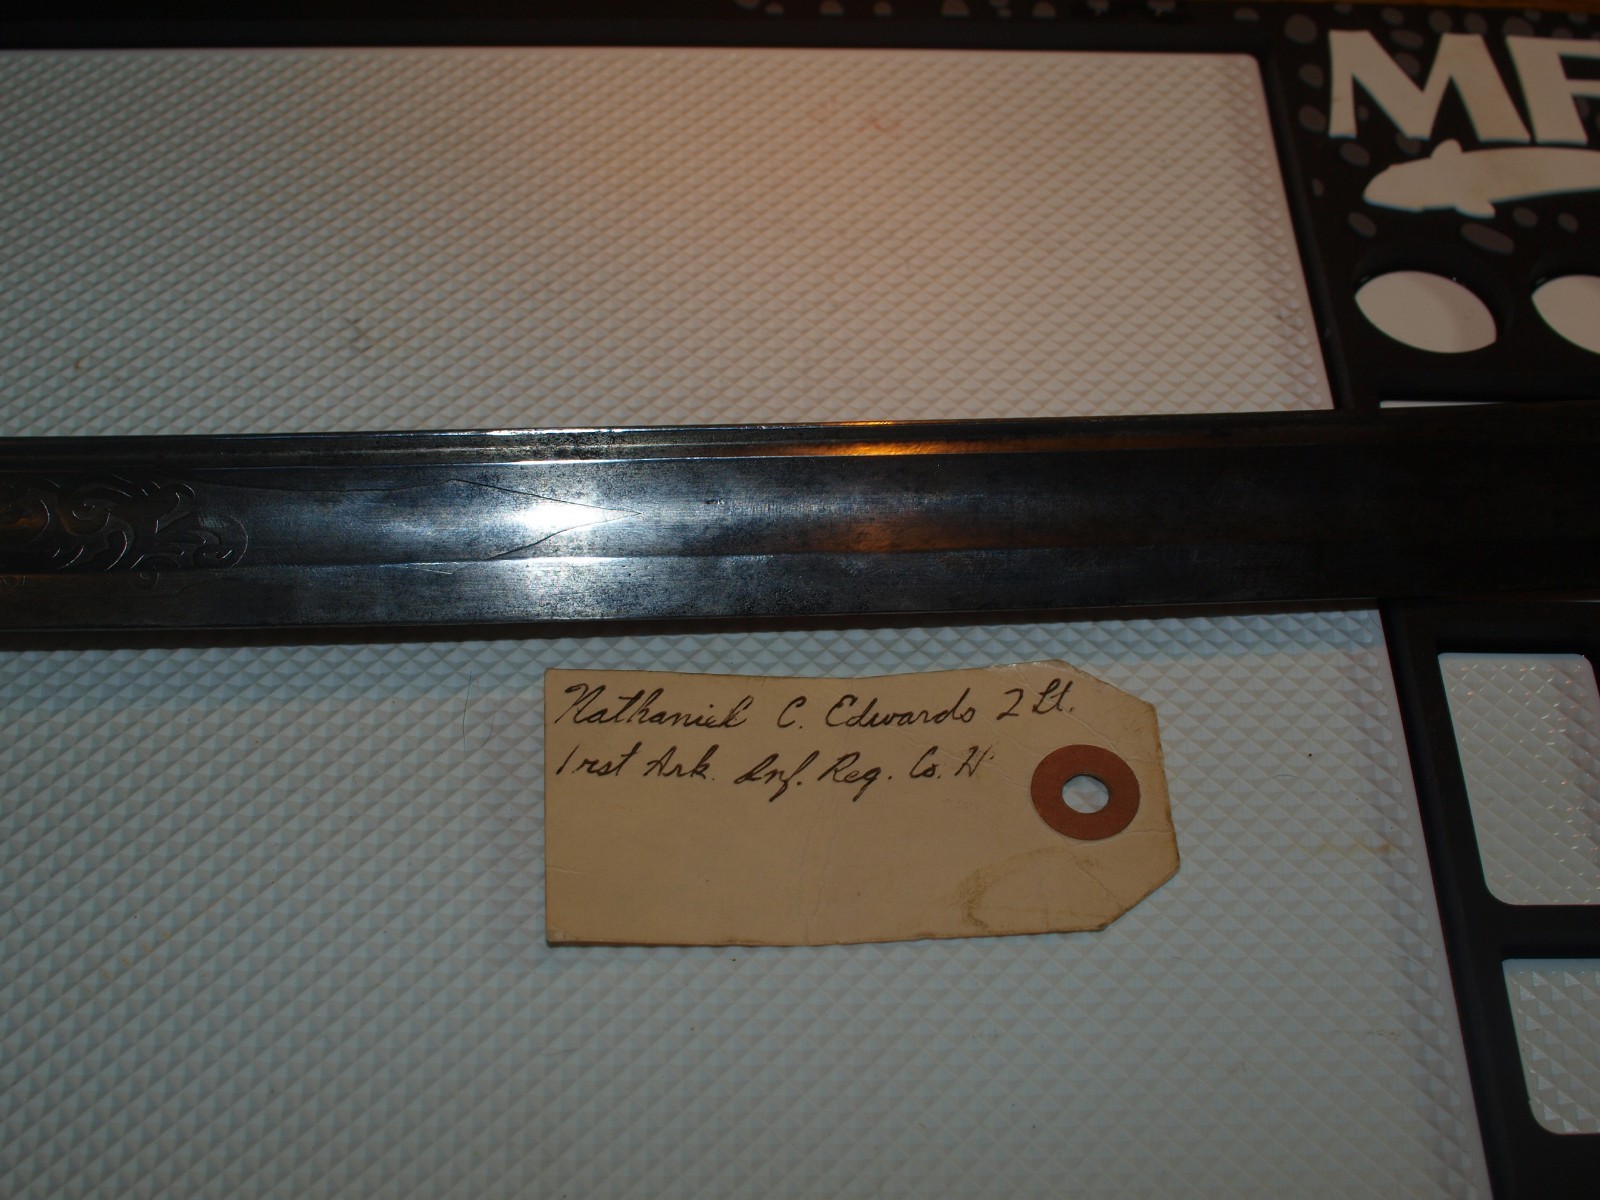 MF
Nathaniel C. Edwards 2 Lt.
1rst Ark. Inf. Reg. Co. H